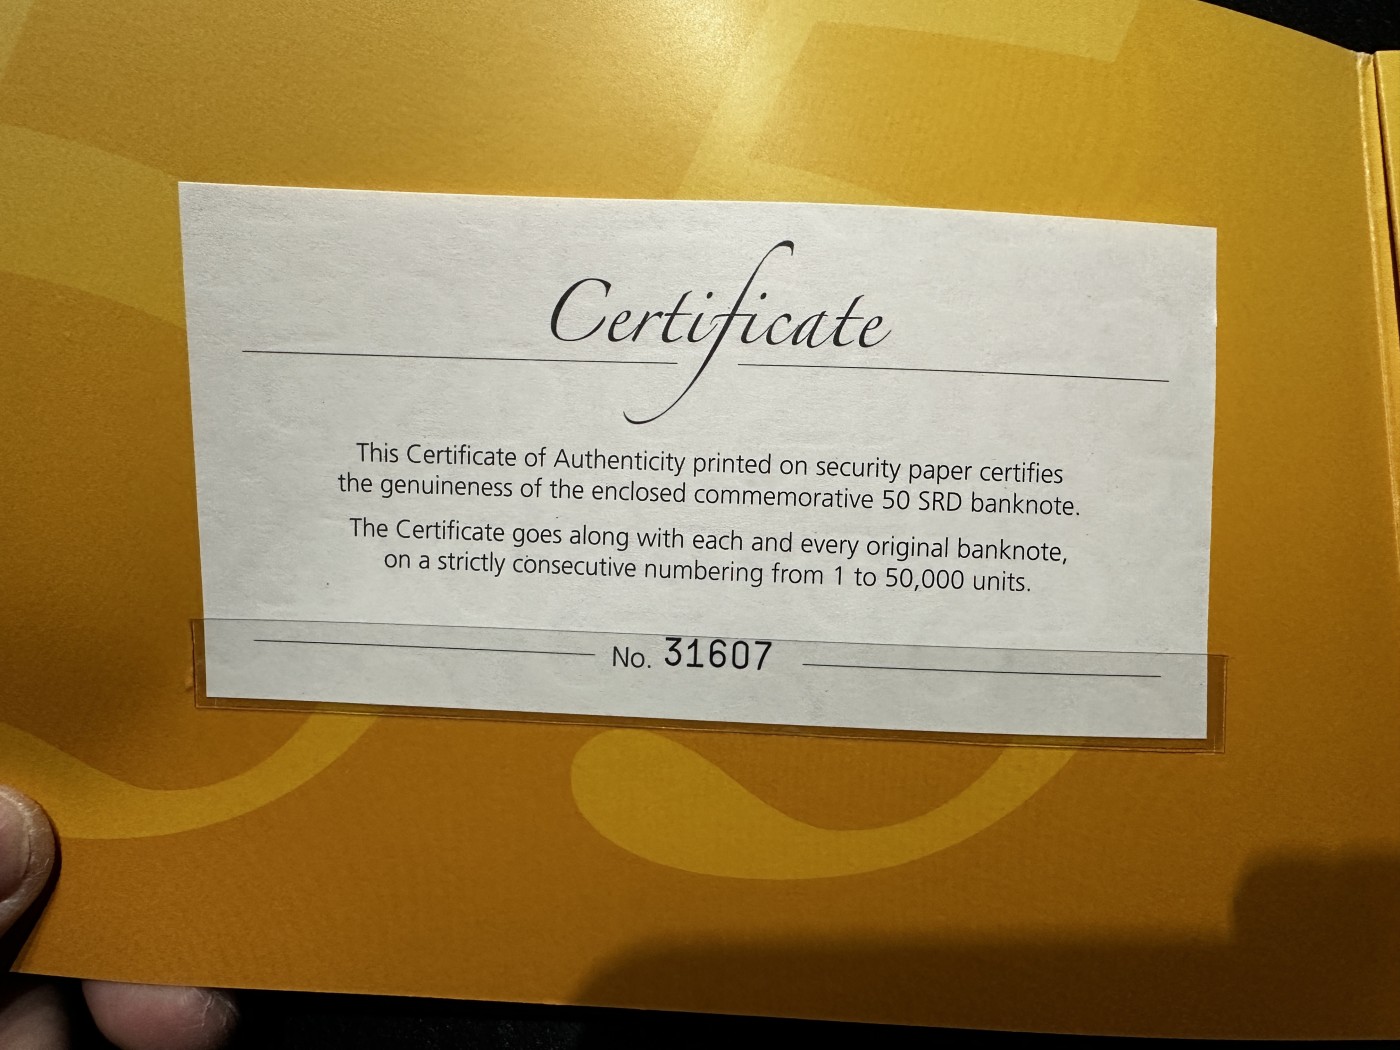 Certificate
This Certificate of Authenticity printed on security paper certifies
the genuineness of the enclosed commemorative 50 SRD banknote.
The Certificate goes along with each and every original banknote,
on a strictly consecutive numbering from 1 to 50,000 units.
No. 31607